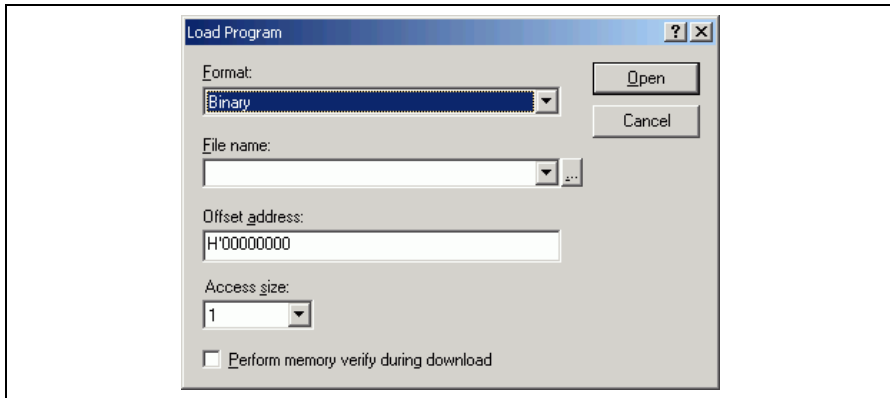 Load Program
Format:
Open
Binary
Cancel
File name:
...
Offset address:
H'00000000
Access size:
1
Perform memory verify during download